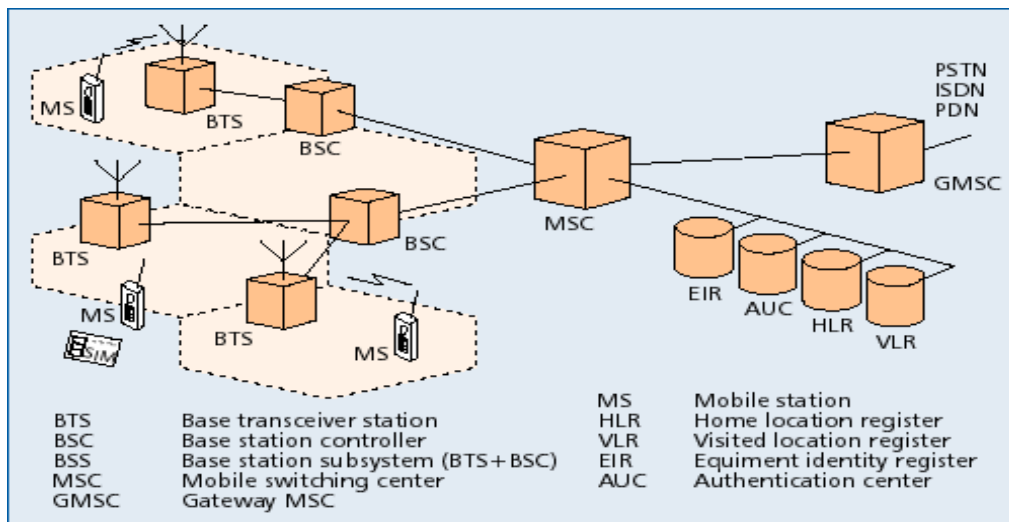 PSTN
ISDN
PDN
MS
BTS
BSC
GMSC
MSC
BTS
BSC
EIR
AUC
HLR
VLR
MS
SIM
BTS
MS
BTS Base transceiver station
BSC Base station controller
BSS Base station subsystem (BTS+BSC)
MSC Mobile switching center
GMSC Gateway MSC
MS Mobile station
HLR Home location register
VLR Visited location register
EIR Equiment identity register
AUC Authentication center